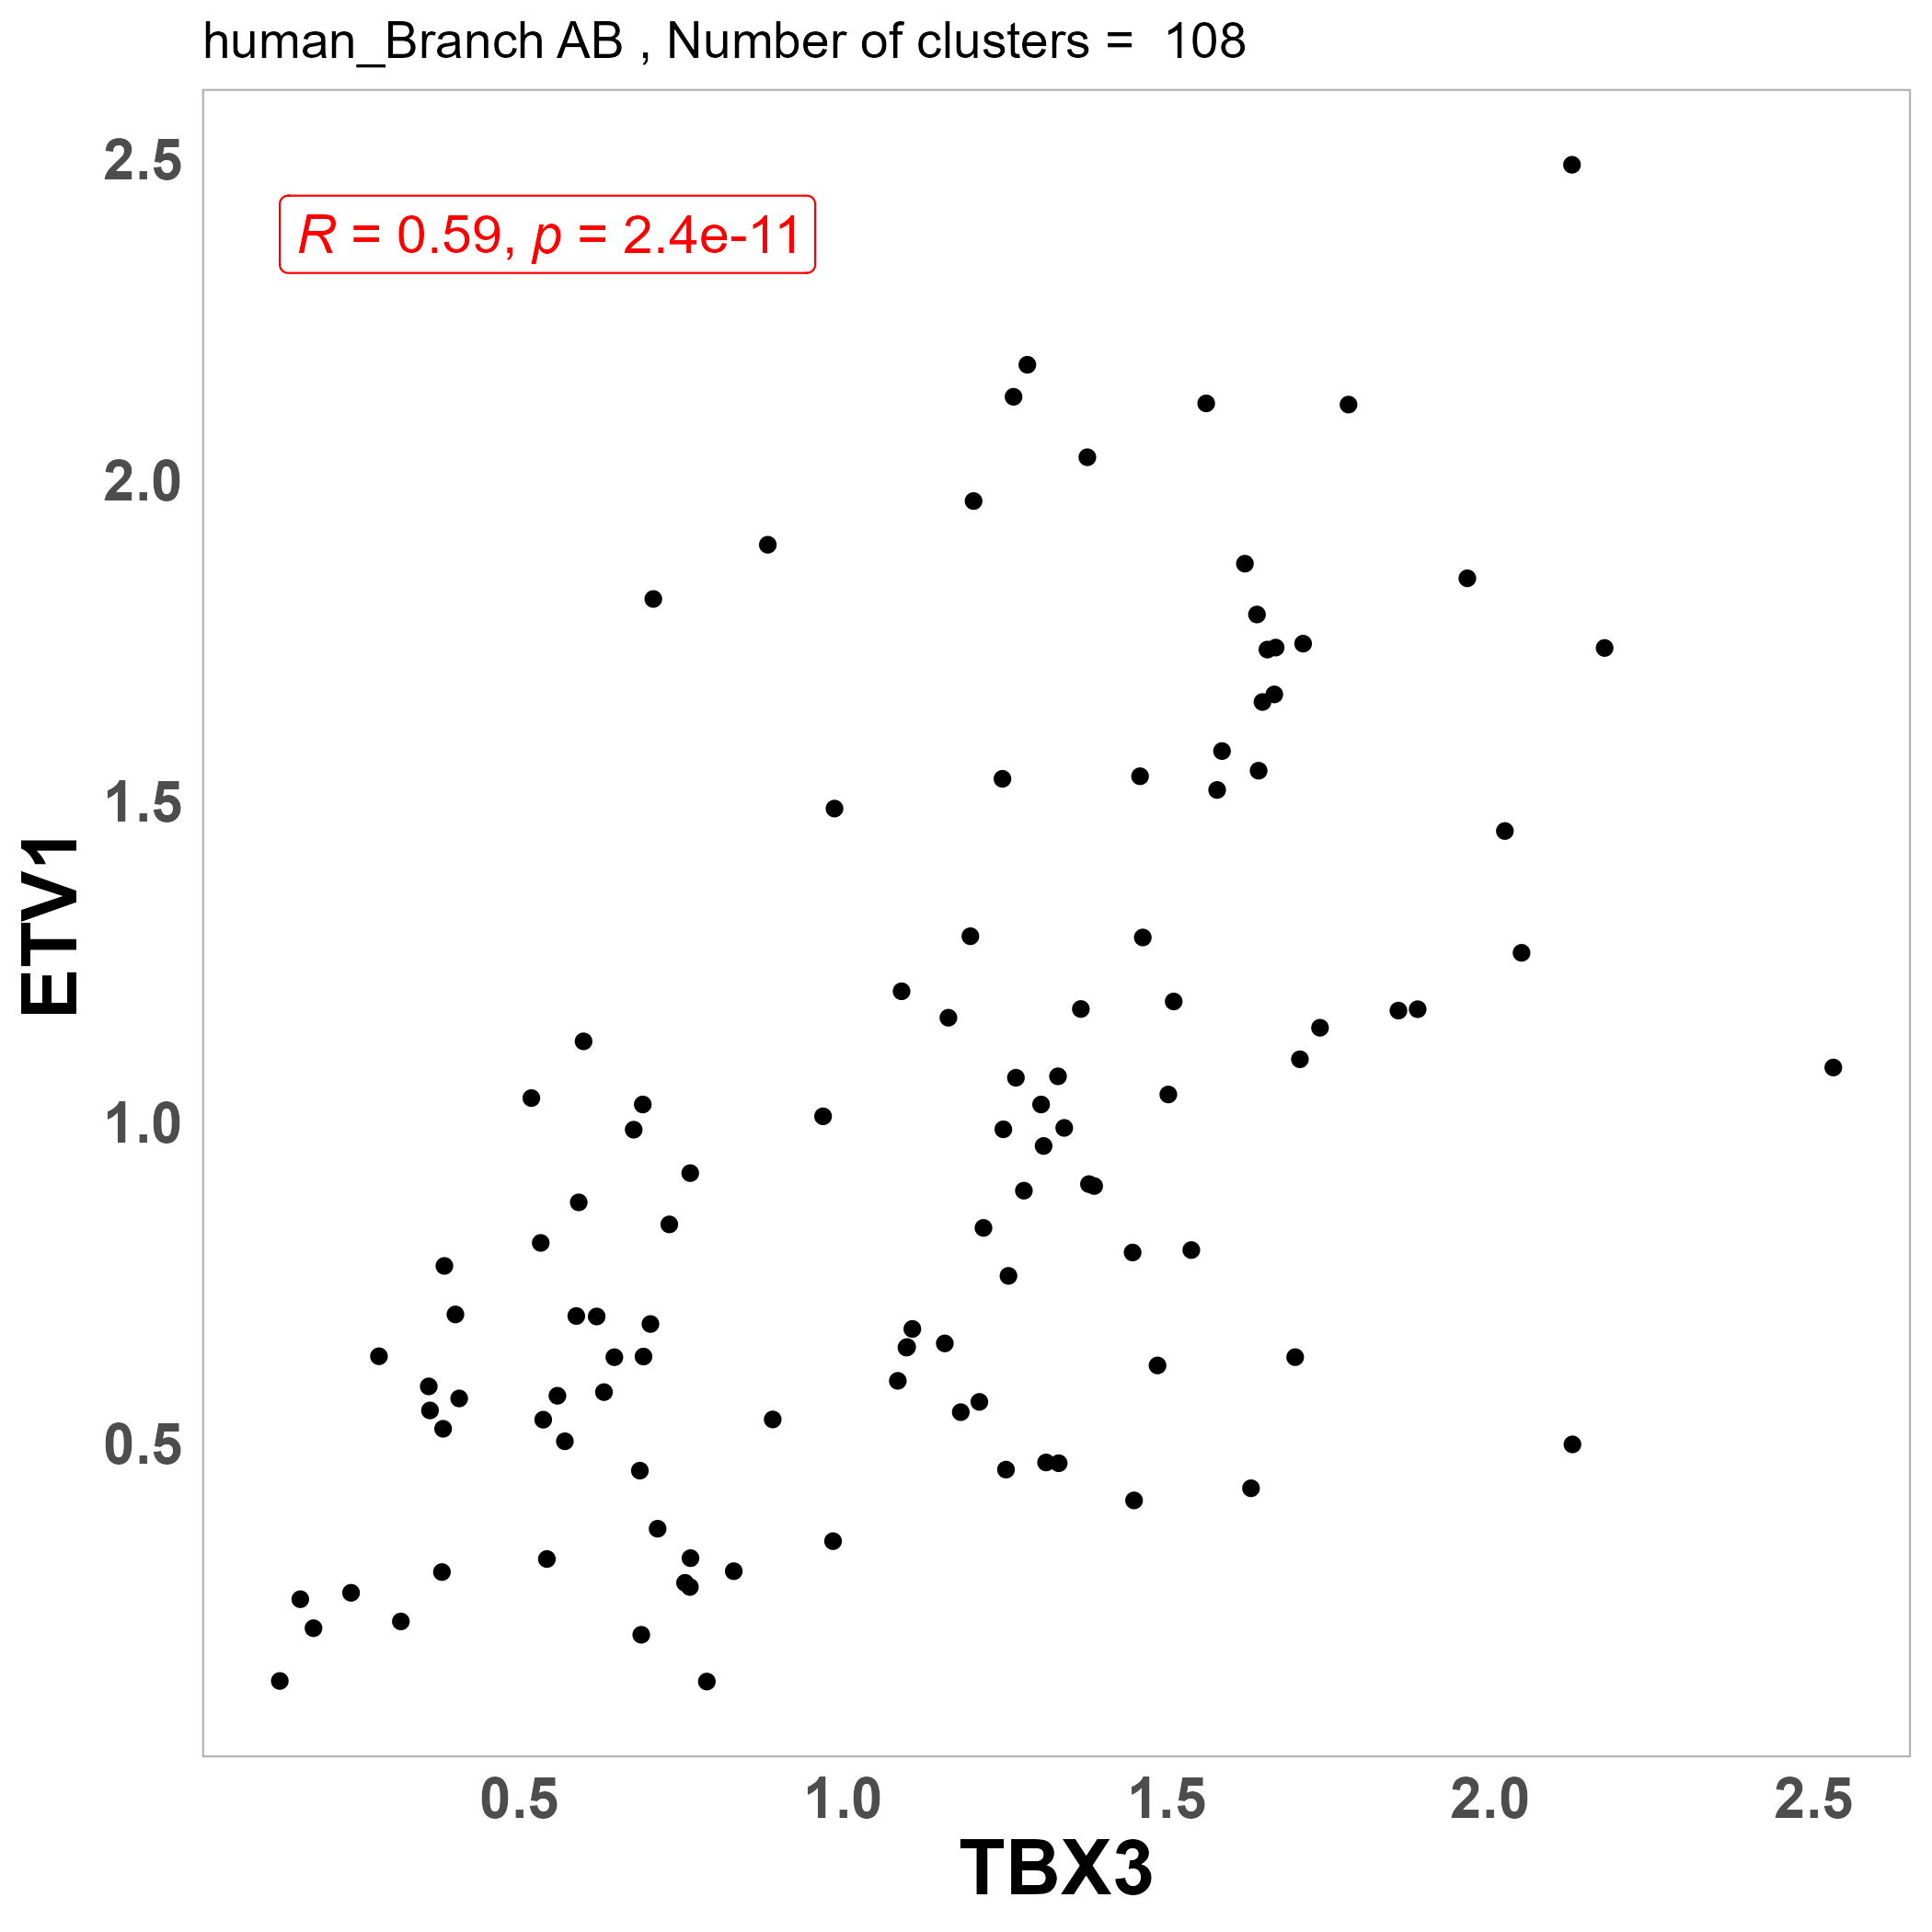 human_Branch AB , Number of clusters =  108
R = 0.59, p = 2.4e-11
2.5
2.0
1.5
1.0
0.5
ETV1
0.5 1.0 1.5 2.0 2.5
TBX3